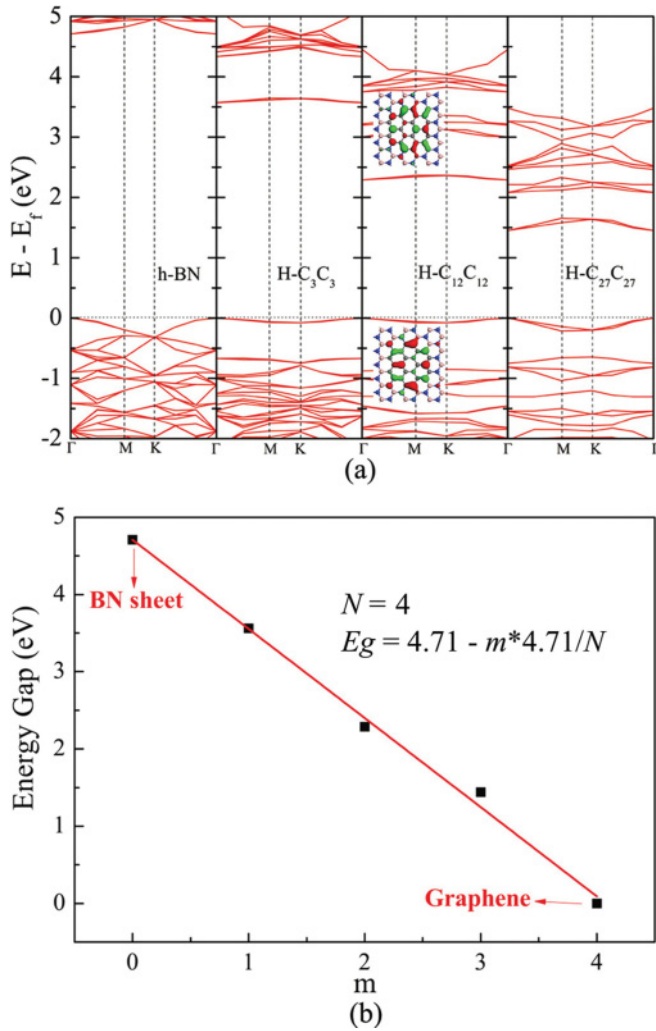 5
4
3
2
1
0
-1
-2
E - E_f (eV)
h-BN
H-C₃C₃
H-C₁₂C₁₂
H-C₂₇C₂₇
Γ M K Γ M K Γ M K Γ M K Γ
(a)
5
4
3
2
1
0
Energy Gap (eV)
BN sheet
N = 4
Eg = 4.71 - m*4.71/N
Graphene
0 1 2 3 4
m
(b)